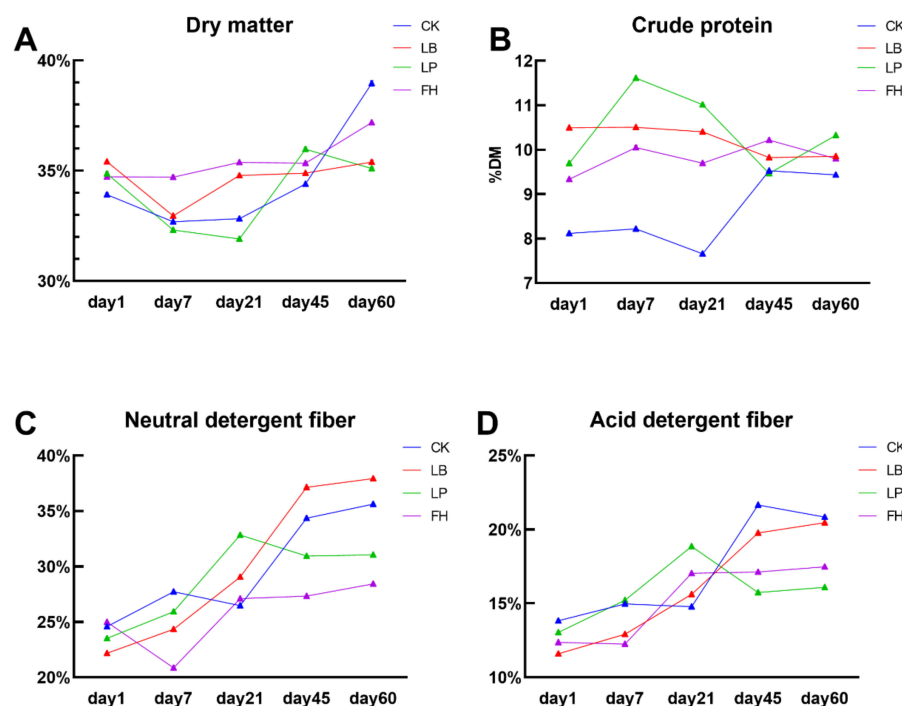 A
Dry matter
CK
LB
LP
FH
40%
35%
30%
day1 day7 day21 day45 day60
B
Crude protein
CK
LB
LP
FH
%DM
12
11
10
9
8
7
day1 day7 day21 day45 day60
C
Neutral detergent fiber
CK
LB
LP
FH
40%
35%
30%
25%
20%
day1 day7 day21 day45 day60
D
Acid detergent fiber
CK
LB
LP
FH
25%
20%
15%
10%
day1 day7 day21 day45 day60